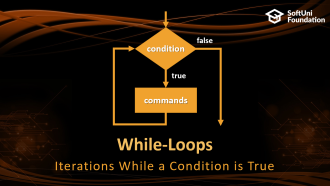 SoftUni
Foundation
condition
false
true
commands
While-Loops
Iterations While a Condition is True